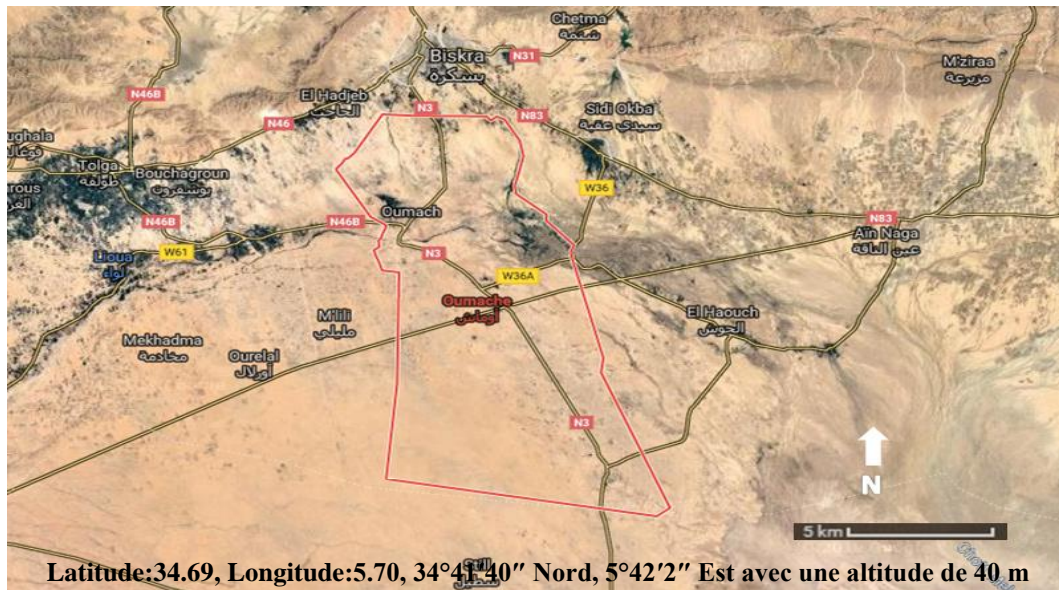 Chetma
شتمة
Biskra
بسكرة
N31
M'ziraa
مزيرعة
N46B
El Hadjeb
الحاجب
N3
N83
Sidi Okba
سيدي عقبة
N46
Tolga
طولقة
Bouchagroun
بوشقرون
W36
Oumach
N46B
N46B
N83
Ain Naga
عين الناقة
Lioua
لواء
W61
N3
W36A
Oumache
أوماش
M'lili
مليلي
El Haouch
الحوش
Mekhadma
مخادمة
Ourelal
أورلال
N3
N
5 km
Latitude:34.69, Longitude:5.70, 34°41′40″ Nord, 5°42′2″ Est avec une altitude de 40 m